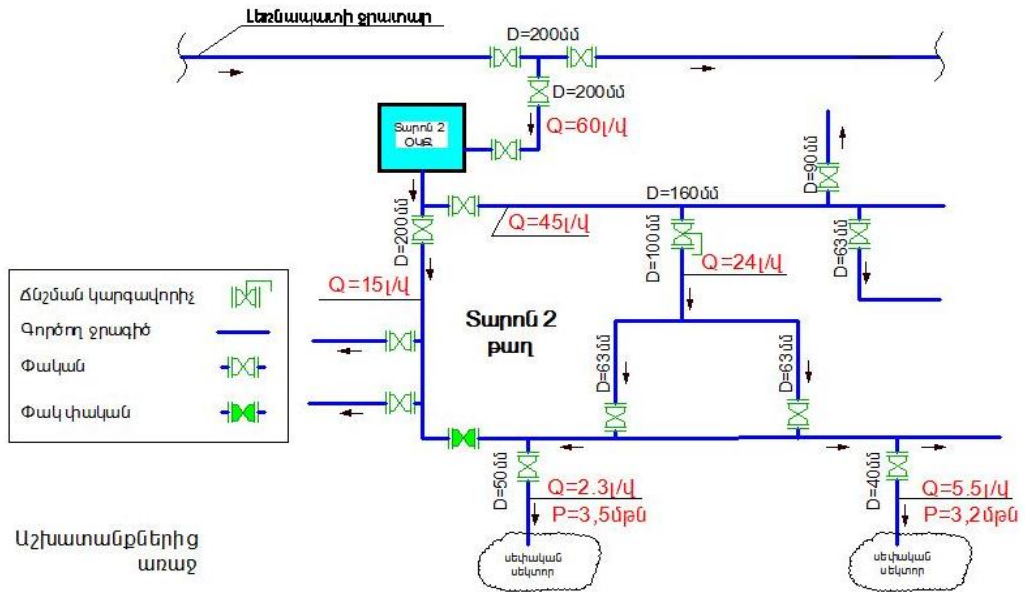 Լեռնապատի ջրատար
D=200մմ
D=200մմ
Q=60լ/վ
Տարոն 2
ՕԿՋ
D=90մմ
D=160մմ
D=200մմ
Q=45լ/վ
D=100մմ
D=63մմ
Q=24լ/վ
Q=15լ/վ
Ճնշման կարգավորիչ
Գործող ջրագիծ
Փական
Փակ փական
Տարոն 2
թաղ
D=63մմ
D=63մմ
D=50մմ
Q=2.3լ/վ
P=3,5մթն
D=40մմ
Q=5.5լ/վ
P=3,2մթն
սեփական
սեկտոր
սեփական
սեկտոր
Աշխատանքներից
առաջ